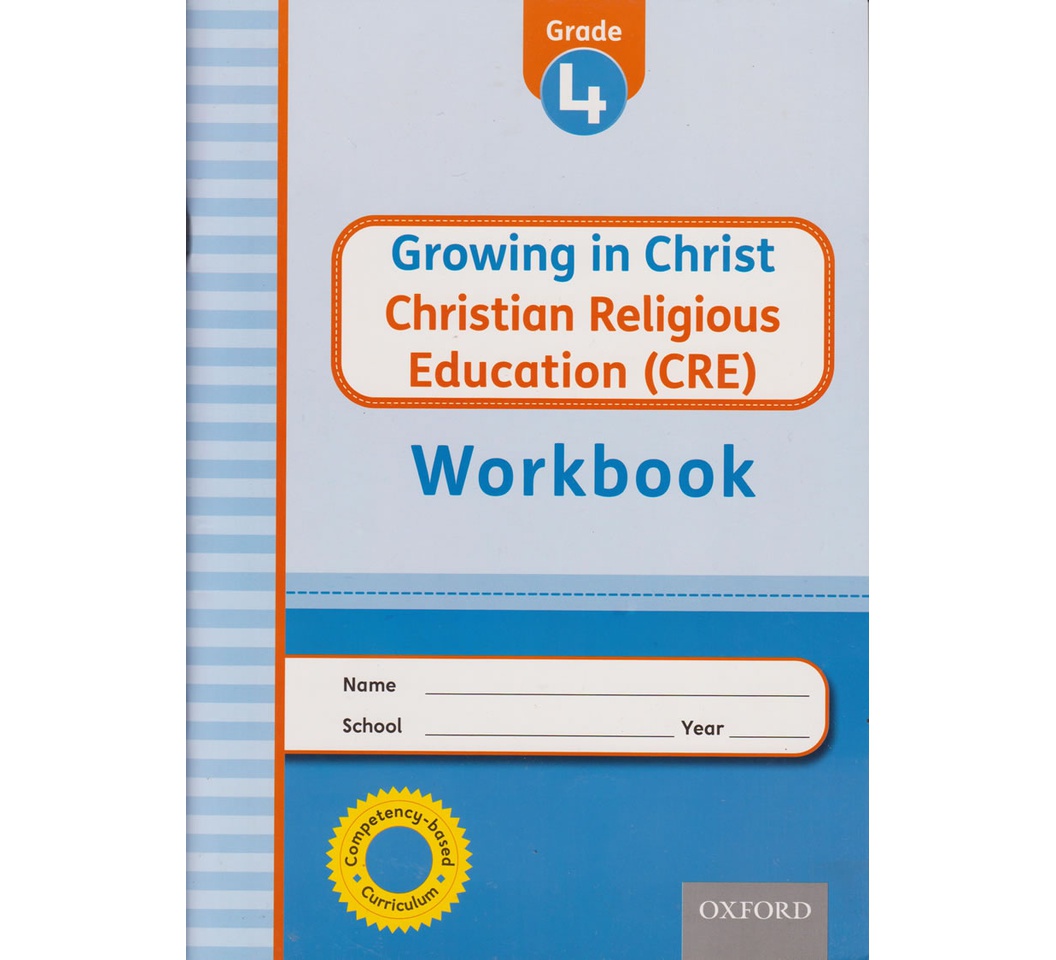 Grade
4
Growing in Christ
Christian Religious
Education (CRE)
Workbook
Name
School Year
Competency-based
Curriculum
OXFORD